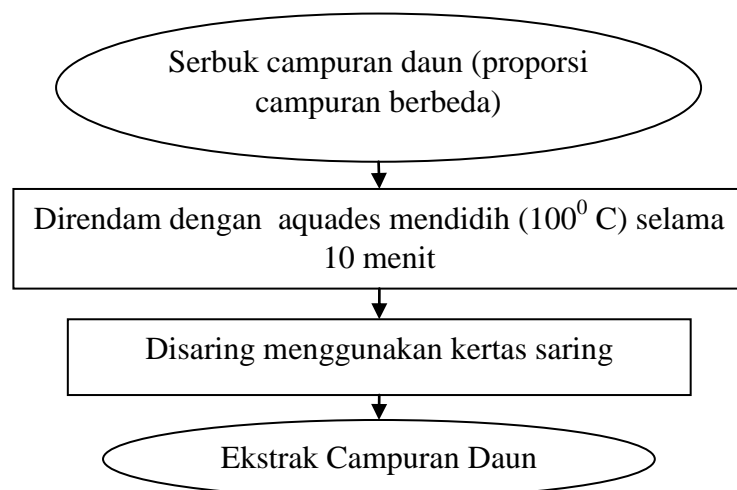 Serbuk campuran daun (proporsi
campuran berbeda)
Direndam dengan aquades mendidih (100⁰ C) selama
10 menit
Disaring menggunakan kertas saring
Ekstrak Campuran Daun